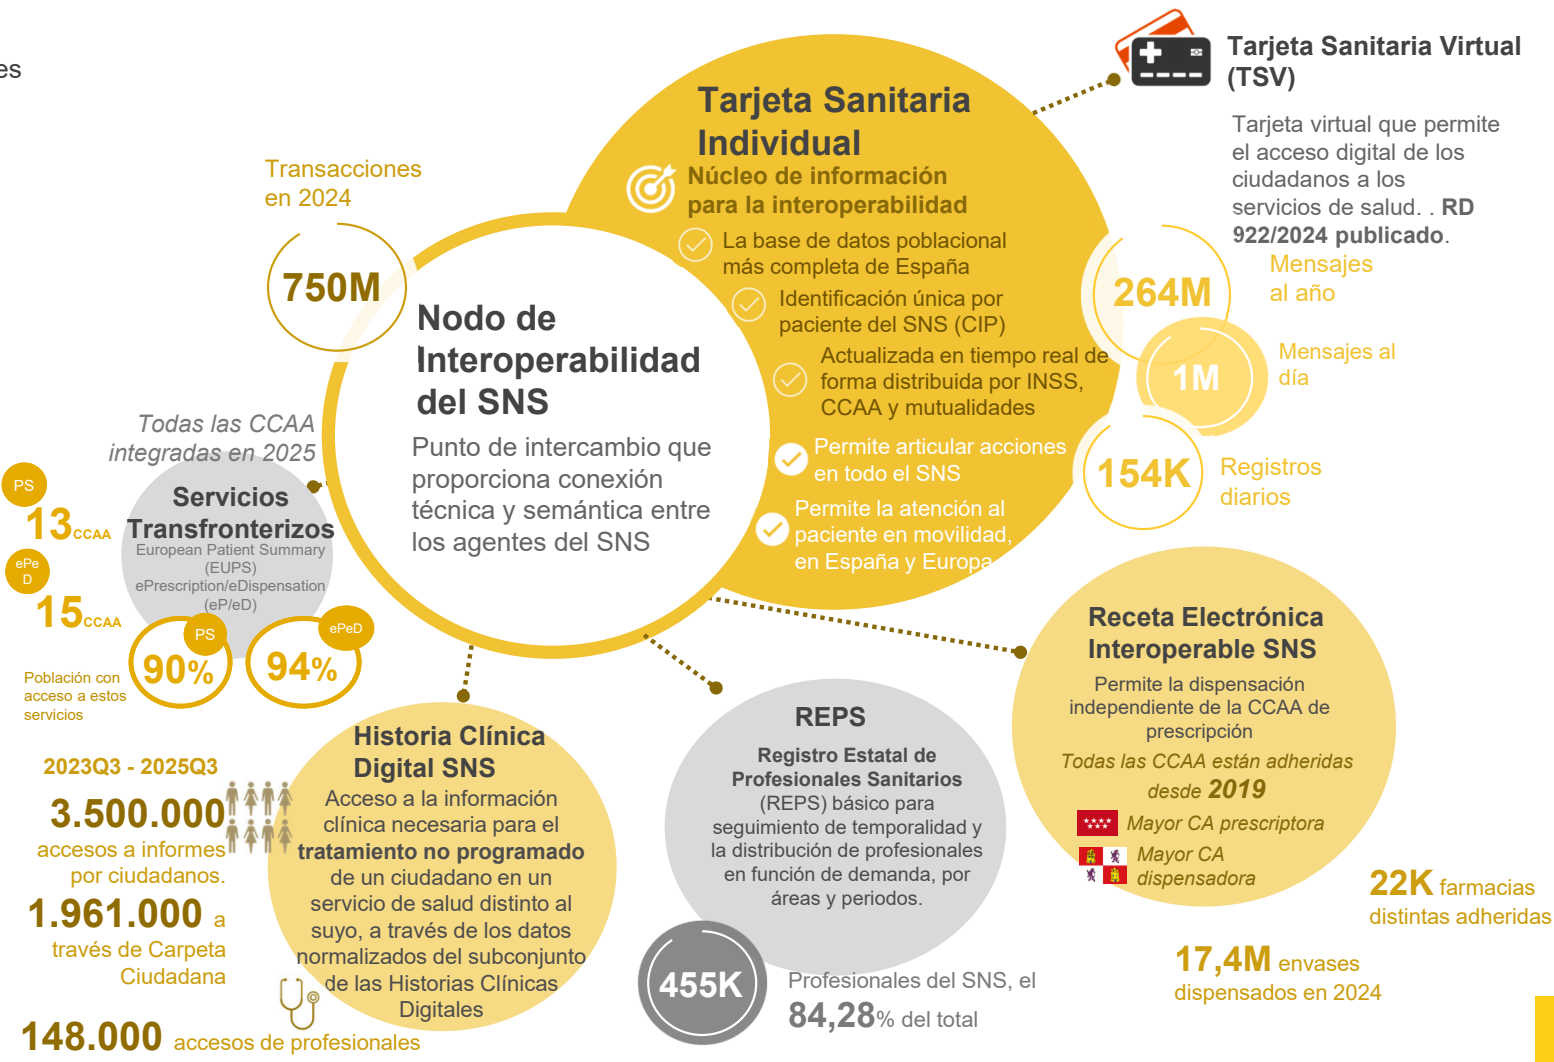 es
Tarjeta Sanitaria Virtual
(TSV)
Tarjeta virtual que permite
el acceso digital de los
ciudadanos a los
servicios de salud. . RD
922/2024 publicado.
Tarjeta Sanitaria
Individual
Núcleo de información
para la interoperabilidad
La base de datos poblacional
más completa de España
Identificación única por
paciente del SNS (CIP)
Actualizada en tiempo real de
forma distribuida por INSS,
CCAA y mutualidades
Permite articular acciones
en todo el SNS
Permite la atención al
paciente en movilidad,
en España y Europa.
264M
Mensajes
al año
1M
Mensajes al
día
154K
Registros
diarios
Transacciones
en 2024
750M
Nodo de
Interoperabilidad
del SNS
Punto de intercambio que
proporciona conexión
técnica y semántica entre
los agentes del SNS
Todas las CCAA
integradas en 2025
Servicios
Transfronterizos
European Patient Summary
(EUPS)
ePrescription/eDispensation
(eP/eD)
PS
13 CCAA
ePe
D
15 CCAA
Población con
acceso a estos
servicios
PS
90%
ePeD
94%
2023Q3 - 2025Q3
3.500.000
accesos a informes
por ciudadanos.
1.961.000 a
través de Carpeta
Ciudadana
148.000 accesos de profesionales
Historia Clínica
Digital SNS
Acceso a la información
clínica necesaria para el
tratamiento no programado
de un ciudadano en un
servicio de salud distinto al
suyo, a través de los datos
normalizados del subconjunto
de las Historias Clínicas
Digitales
REPS
Registro Estatal de
Profesionales Sanitarios
(REPS) básico para
seguimiento de temporalidad y
la distribución de profesionales
en función de demanda, por
áreas y periodos.
455K
Profesionales del SNS, el
84,28% del total
Receta Electrónica
Interoperable SNS
Permite la dispensación
independiente de la CCAA de
prescripción
Todas las CCAA están adheridas
desde 2019
Mayor CA prescriptora
Mayor CA
dispensadora
22K farmacias
distintas adheridas
17,4M envases
dispensados en 2024